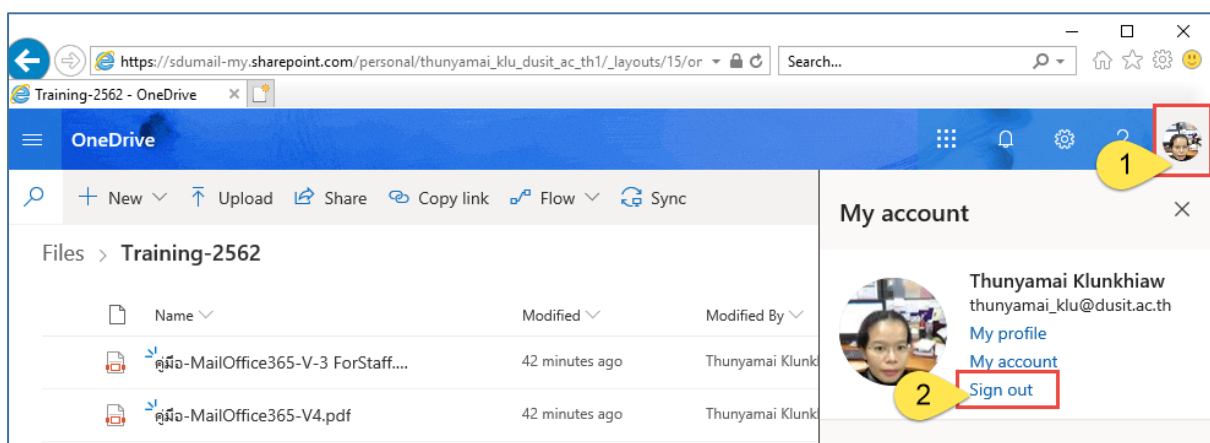 https://sdumail-my.sharepoint.com/personal/thunyamai_klu_dusit_ac_th1/_layouts/15/or
Search...
Training-2562 - OneDrive
OneDrive
?
1
New
Upload
Share
Copy link
Flow
Sync
My account
Files > Training-2562
Thunyamai Klunkhiaw
thunyamai_klu@dusit.ac.th
My profile
My account
Sign out
2
Name
Modified
Modified By
คู่มือ-MailOffice365-V-3 ForStaff....
42 minutes ago
Thunyamai Klunkl
คู่มือ-MailOffice365-V4.pdf
42 minutes ago
Thunyamai Klunkl